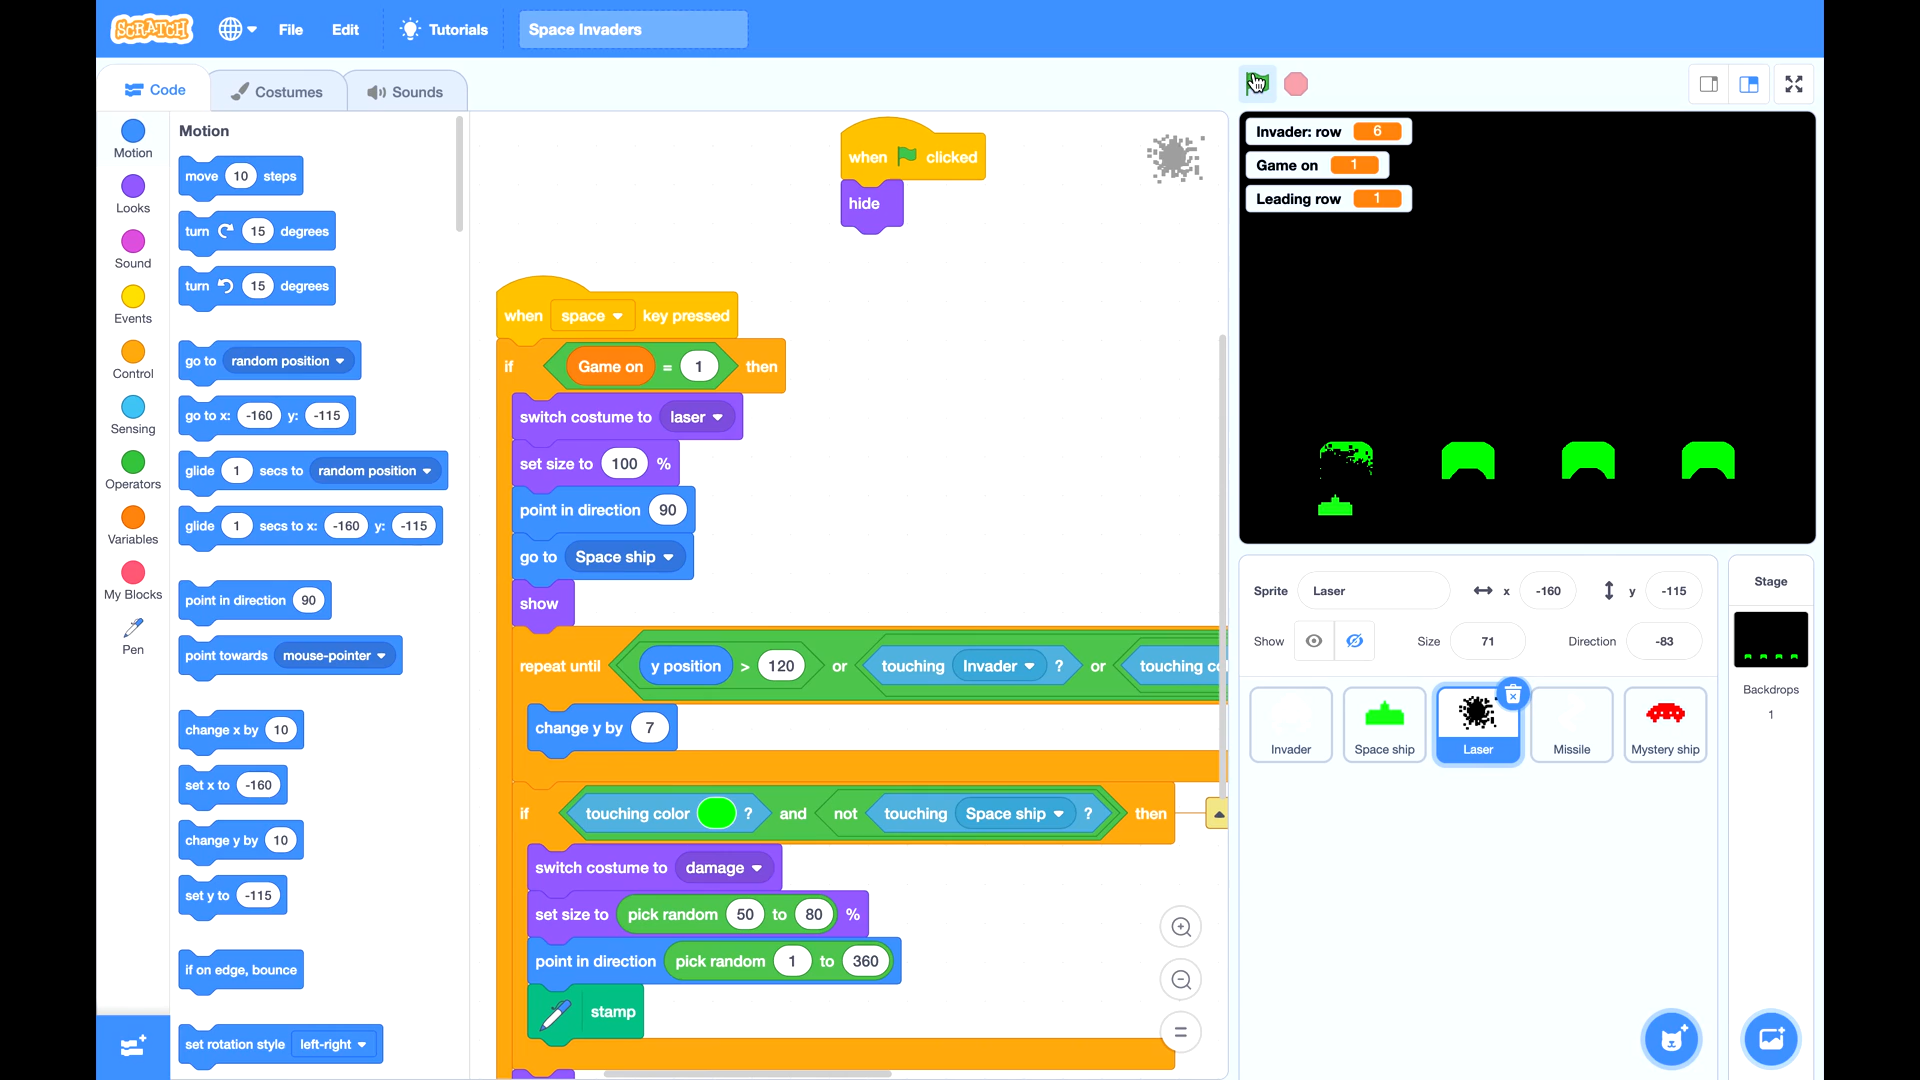 SCRATCH File Edit Tutorials Space Invaders
Code Costumes Sounds
Motion
Looks
Sound
Events
Control
Sensing
Operators
Variables
My Blocks
Pen
Motion
move 10 steps
turn 15 degrees
turn 15 degrees
go to random position
go to x: -160 y: -115
glide 1 secs to random position
glide 1 secs to x: -160 y: -115
point in direction 90
point towards mouse-pointer
change x by 10
set x to -160
change y by 10
set y to -115
if on edge, bounce
set rotation style left-right
when clicked
hide
when space key pressed
if Game on = 1 then
switch costume to laser
set size to 100 %
point in direction 90
go to Space ship
show
repeat until y position > 120 or touching Invader ? or touching
change y by 7
if touching color ? and not touching Space ship ? then
switch costume to damage
set size to pick random 50 to 80 %
point in direction pick random 1 to 360
stamp
Invader: row 6
Game on 1
Leading row 1
Sprite Laser x -160 y -115
Show Size 71 Direction -83
Invader
Space ship
Laser
Missile
Mystery ship
Stage
Backdrops
1